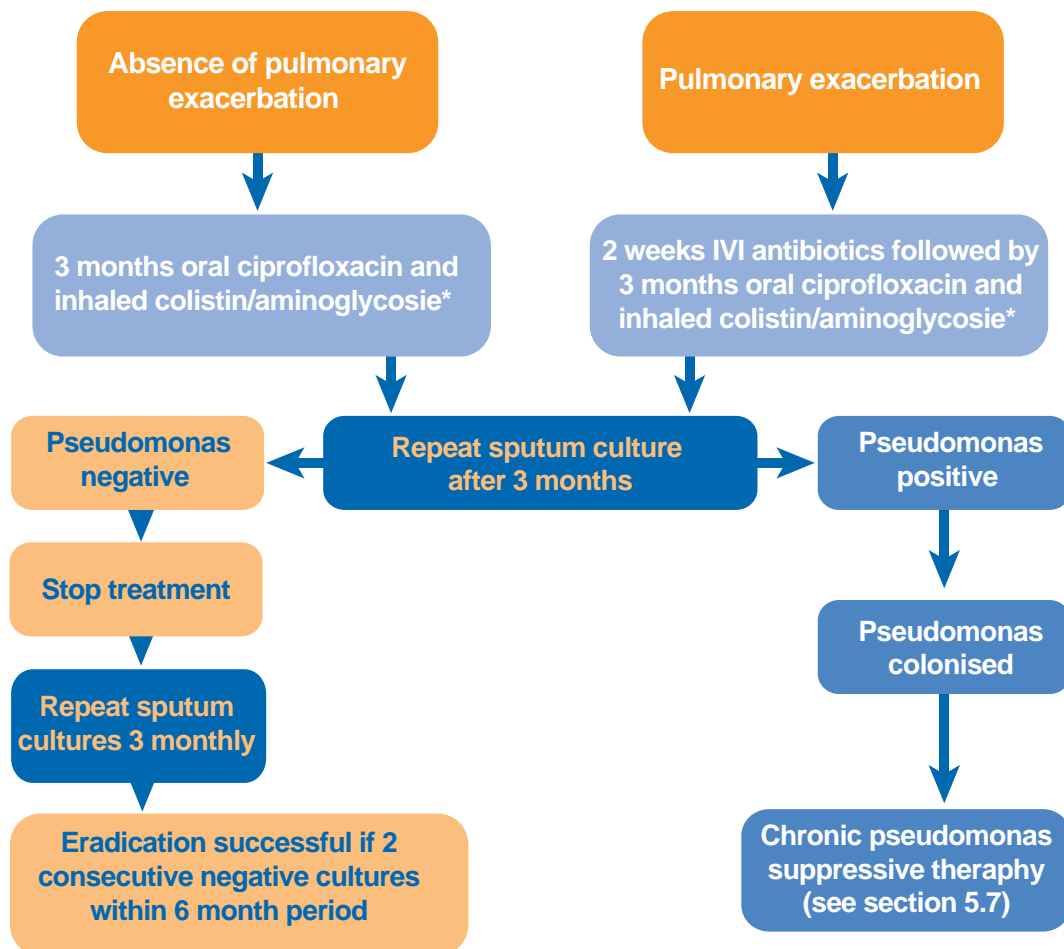 Absence of pulmonary
exacerbation
Pulmonary exacerbation
3 months oral ciprofloxacin and
inhaled colistin/aminoglycosie*
2 weeks IVI antibiotics followed by
3 months oral ciprofloxacin and
inhaled colistin/aminoglycosie*
Repeat sputum culture
after 3 months
Pseudomonas
negative
Pseudomonas
positive
Stop treatment
Pseudomonas
colonised
Repeat sputum
cultures 3 monthly
Eradication successful if 2
consecutive negative cultures
within 6 month period
Chronic pseudomonas
suppressive theraphy
(see section 5.7)